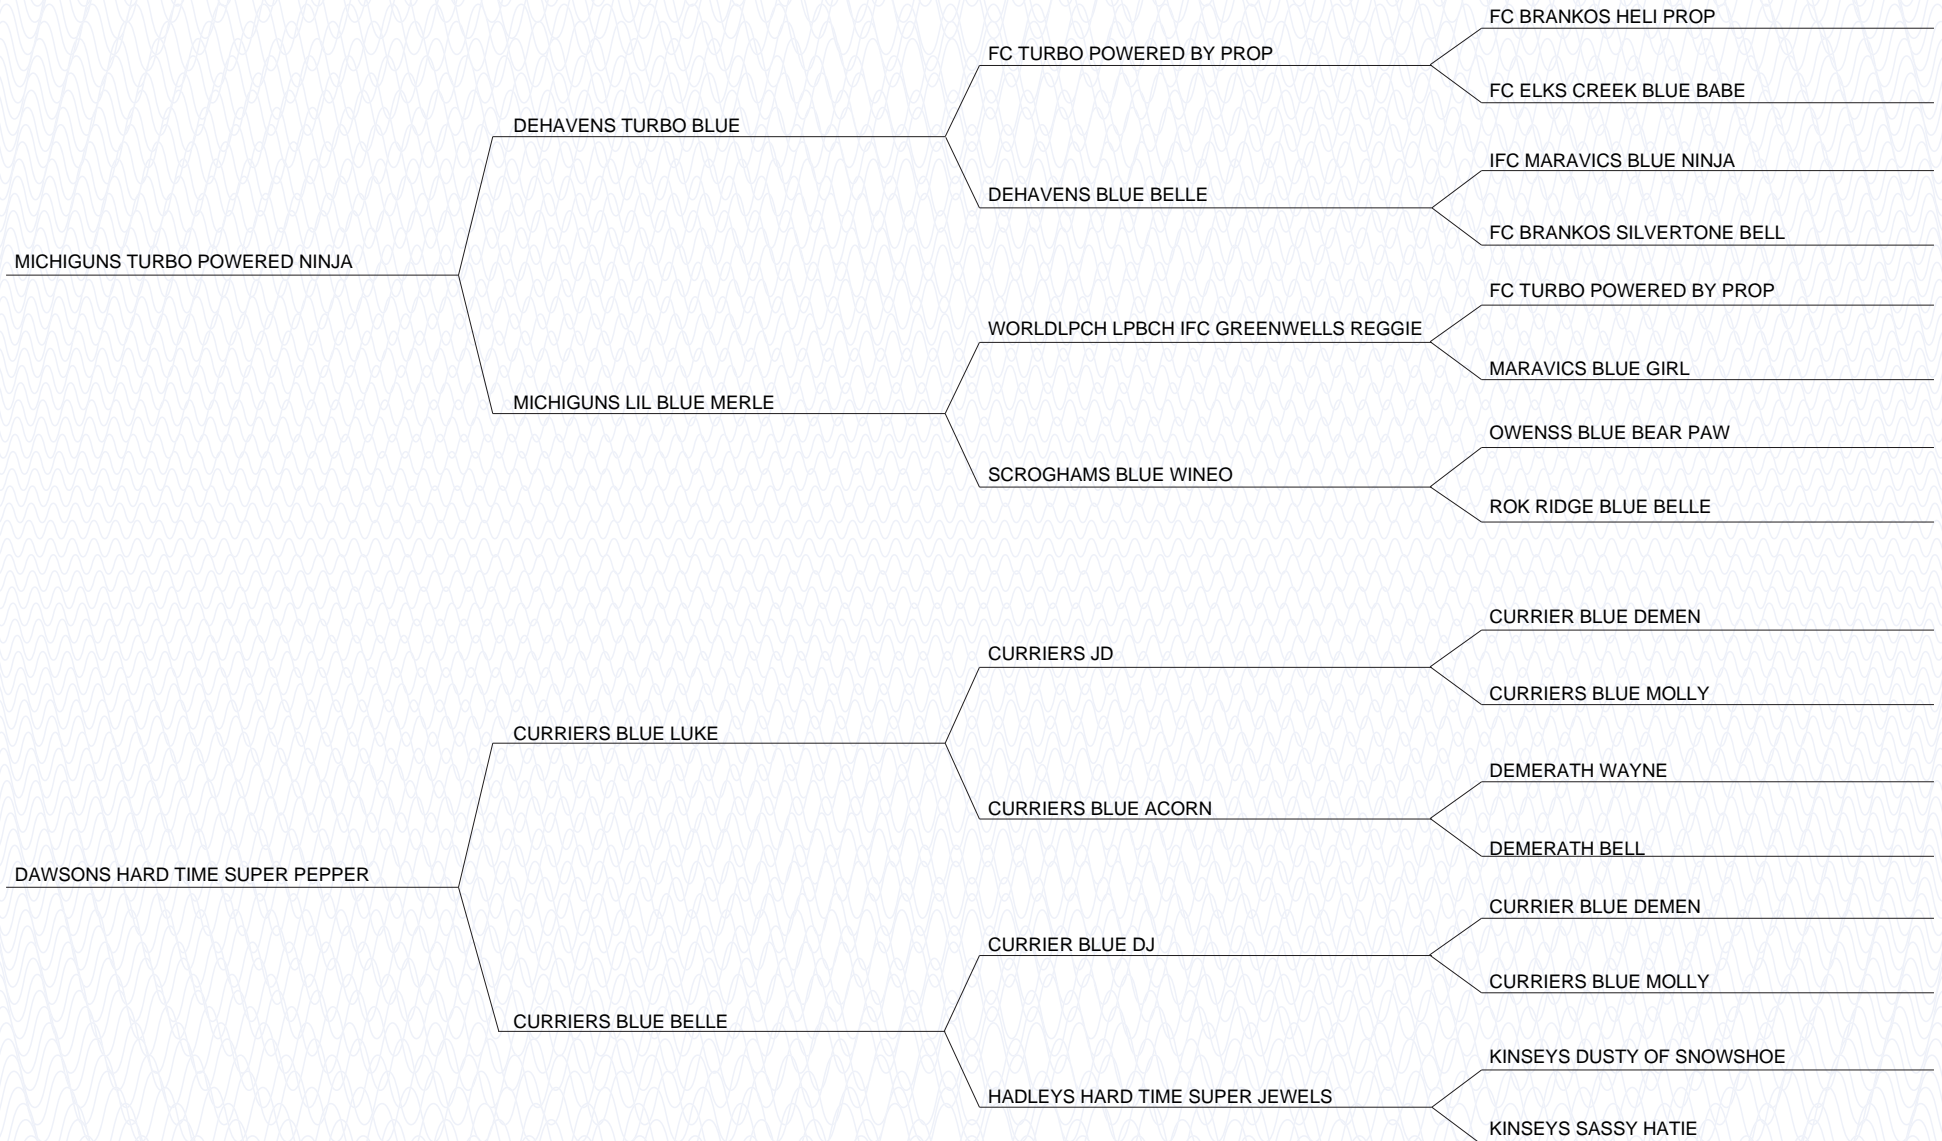 FC BRANKOS HELI PROP
FC TURBO POWERED BY PROP
FC ELKS CREEK BLUE BABE
DEHAVENS TURBO BLUE
IFC MARAVICS BLUE NINJA
DEHAVENS BLUE BELLE
FC BRANKOS SILVERTONE BELL
MICHIGUNS TURBO POWERED NINJA
FC TURBO POWERED BY PROP
WORLDLPCH LPBCH IFC GREENWELLS REGGIE
MARAVICS BLUE GIRL
MICHIGUNS LIL BLUE MERLE
OWENSS BLUE BEAR PAW
SCROGHAMS BLUE WINEO
ROK RIDGE BLUE BELLE
CURRIER BLUE DEMEN
CURRIERS JD
CURRIERS BLUE MOLLY
CURRIERS BLUE LUKE
DEMERATH WAYNE
CURRIERS BLUE ACORN
DEMERATH BELL
DAWSONS HARD TIME SUPER PEPPER
CURRIER BLUE DEMEN
CURRIER BLUE DJ
CURRIERS BLUE MOLLY
CURRIERS BLUE BELLE
KINSEYS DUSTY OF SNOWSHOE
HADLEYS HARD TIME SUPER JEWELS
KINSEYS SASSY HATIE